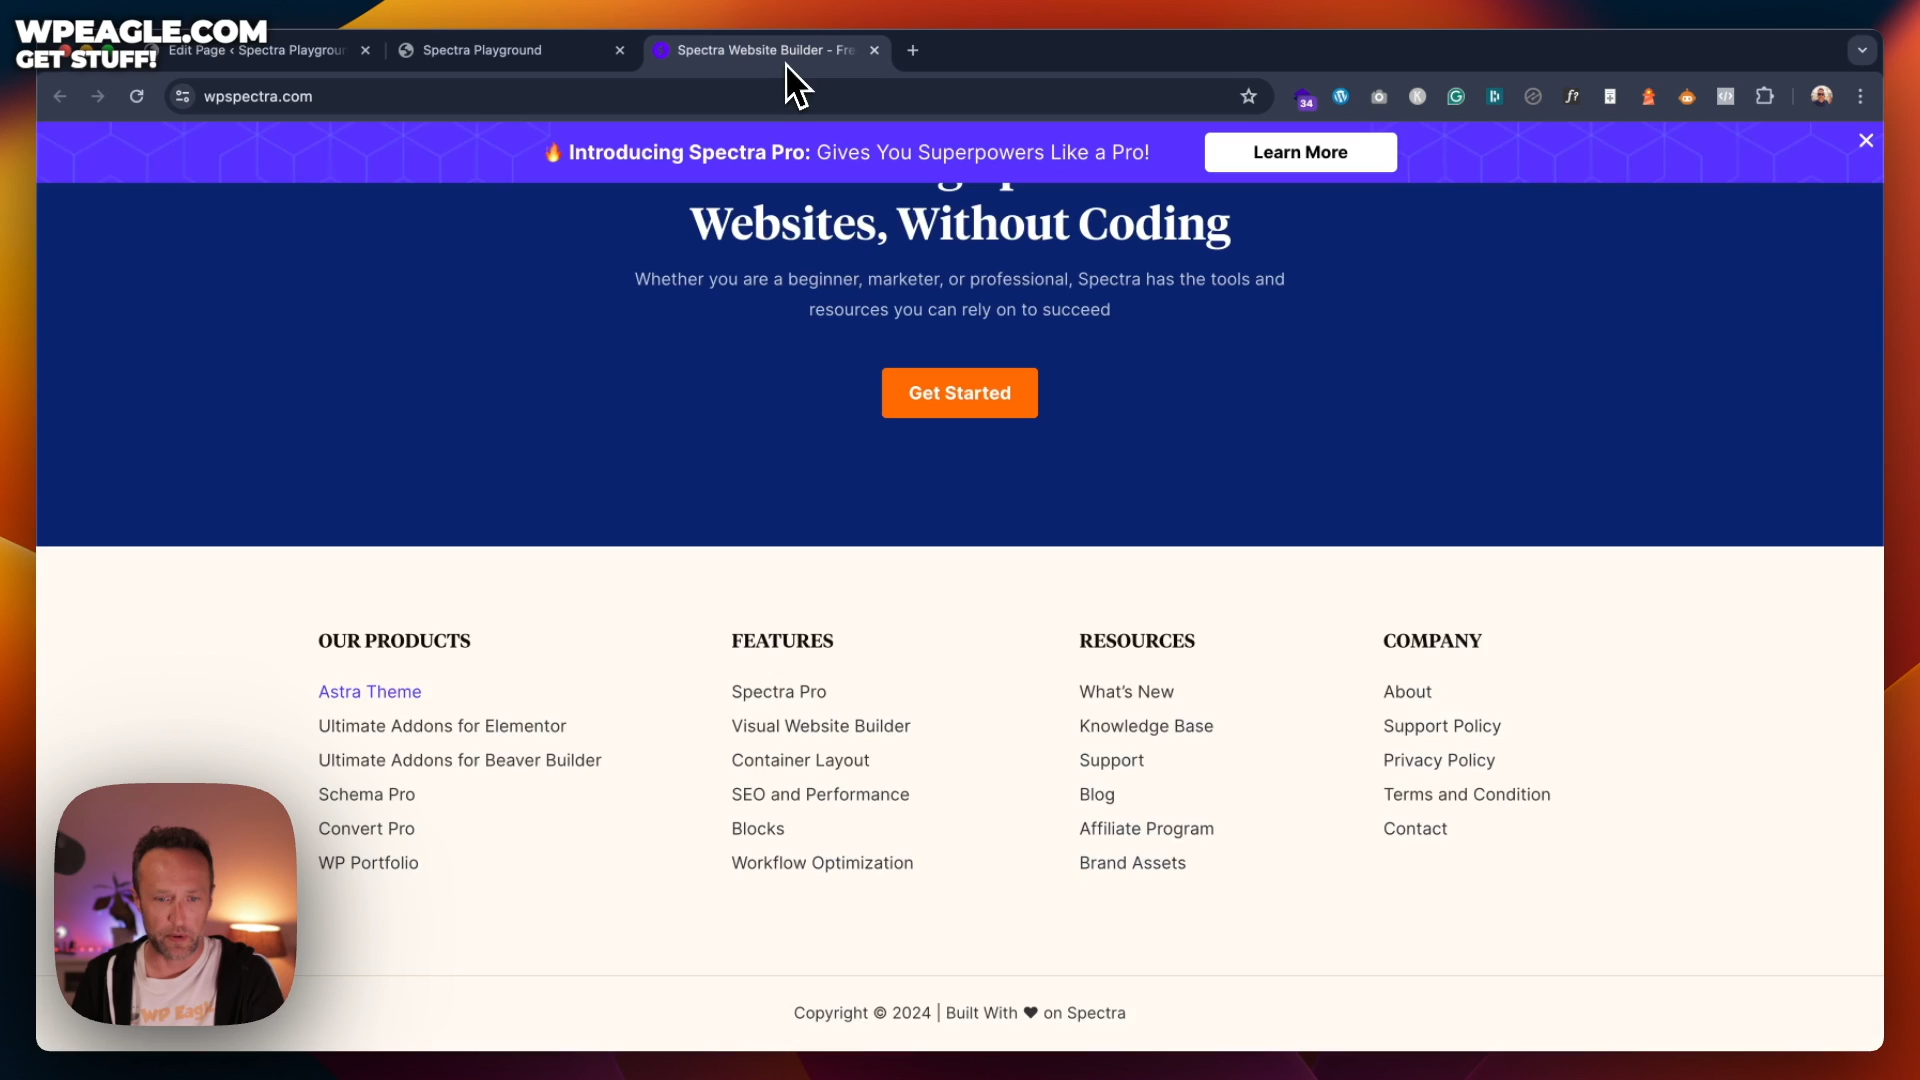 WPEAGLE.COM
GET STUFF!
Edit Page ‹ Spectra Playgrour
Spectra Playground
Spectra Website Builder - Fre
wpspectra.com
34
🔥 Introducing Spectra Pro: Gives You Superpowers Like a Pro!
Learn More
Websites, Without Coding
Whether you are a beginner, marketer, or professional, Spectra has the tools and
resources you can rely on to succeed
Get Started
OUR PRODUCTS
Astra Theme
Ultimate Addons for Elementor
Ultimate Addons for Beaver Builder
Schema Pro
Convert Pro
WP Portfolio
FEATURES
Spectra Pro
Visual Website Builder
Container Layout
SEO and Performance
Blocks
Workflow Optimization
RESOURCES
What's New
Knowledge Base
Support
Blog
Affiliate Program
Brand Assets
COMPANY
About
Support Policy
Privacy Policy
Terms and Condition
Contact
WP Eagle
Copyright © 2024 | Built With ♥ on Spectra